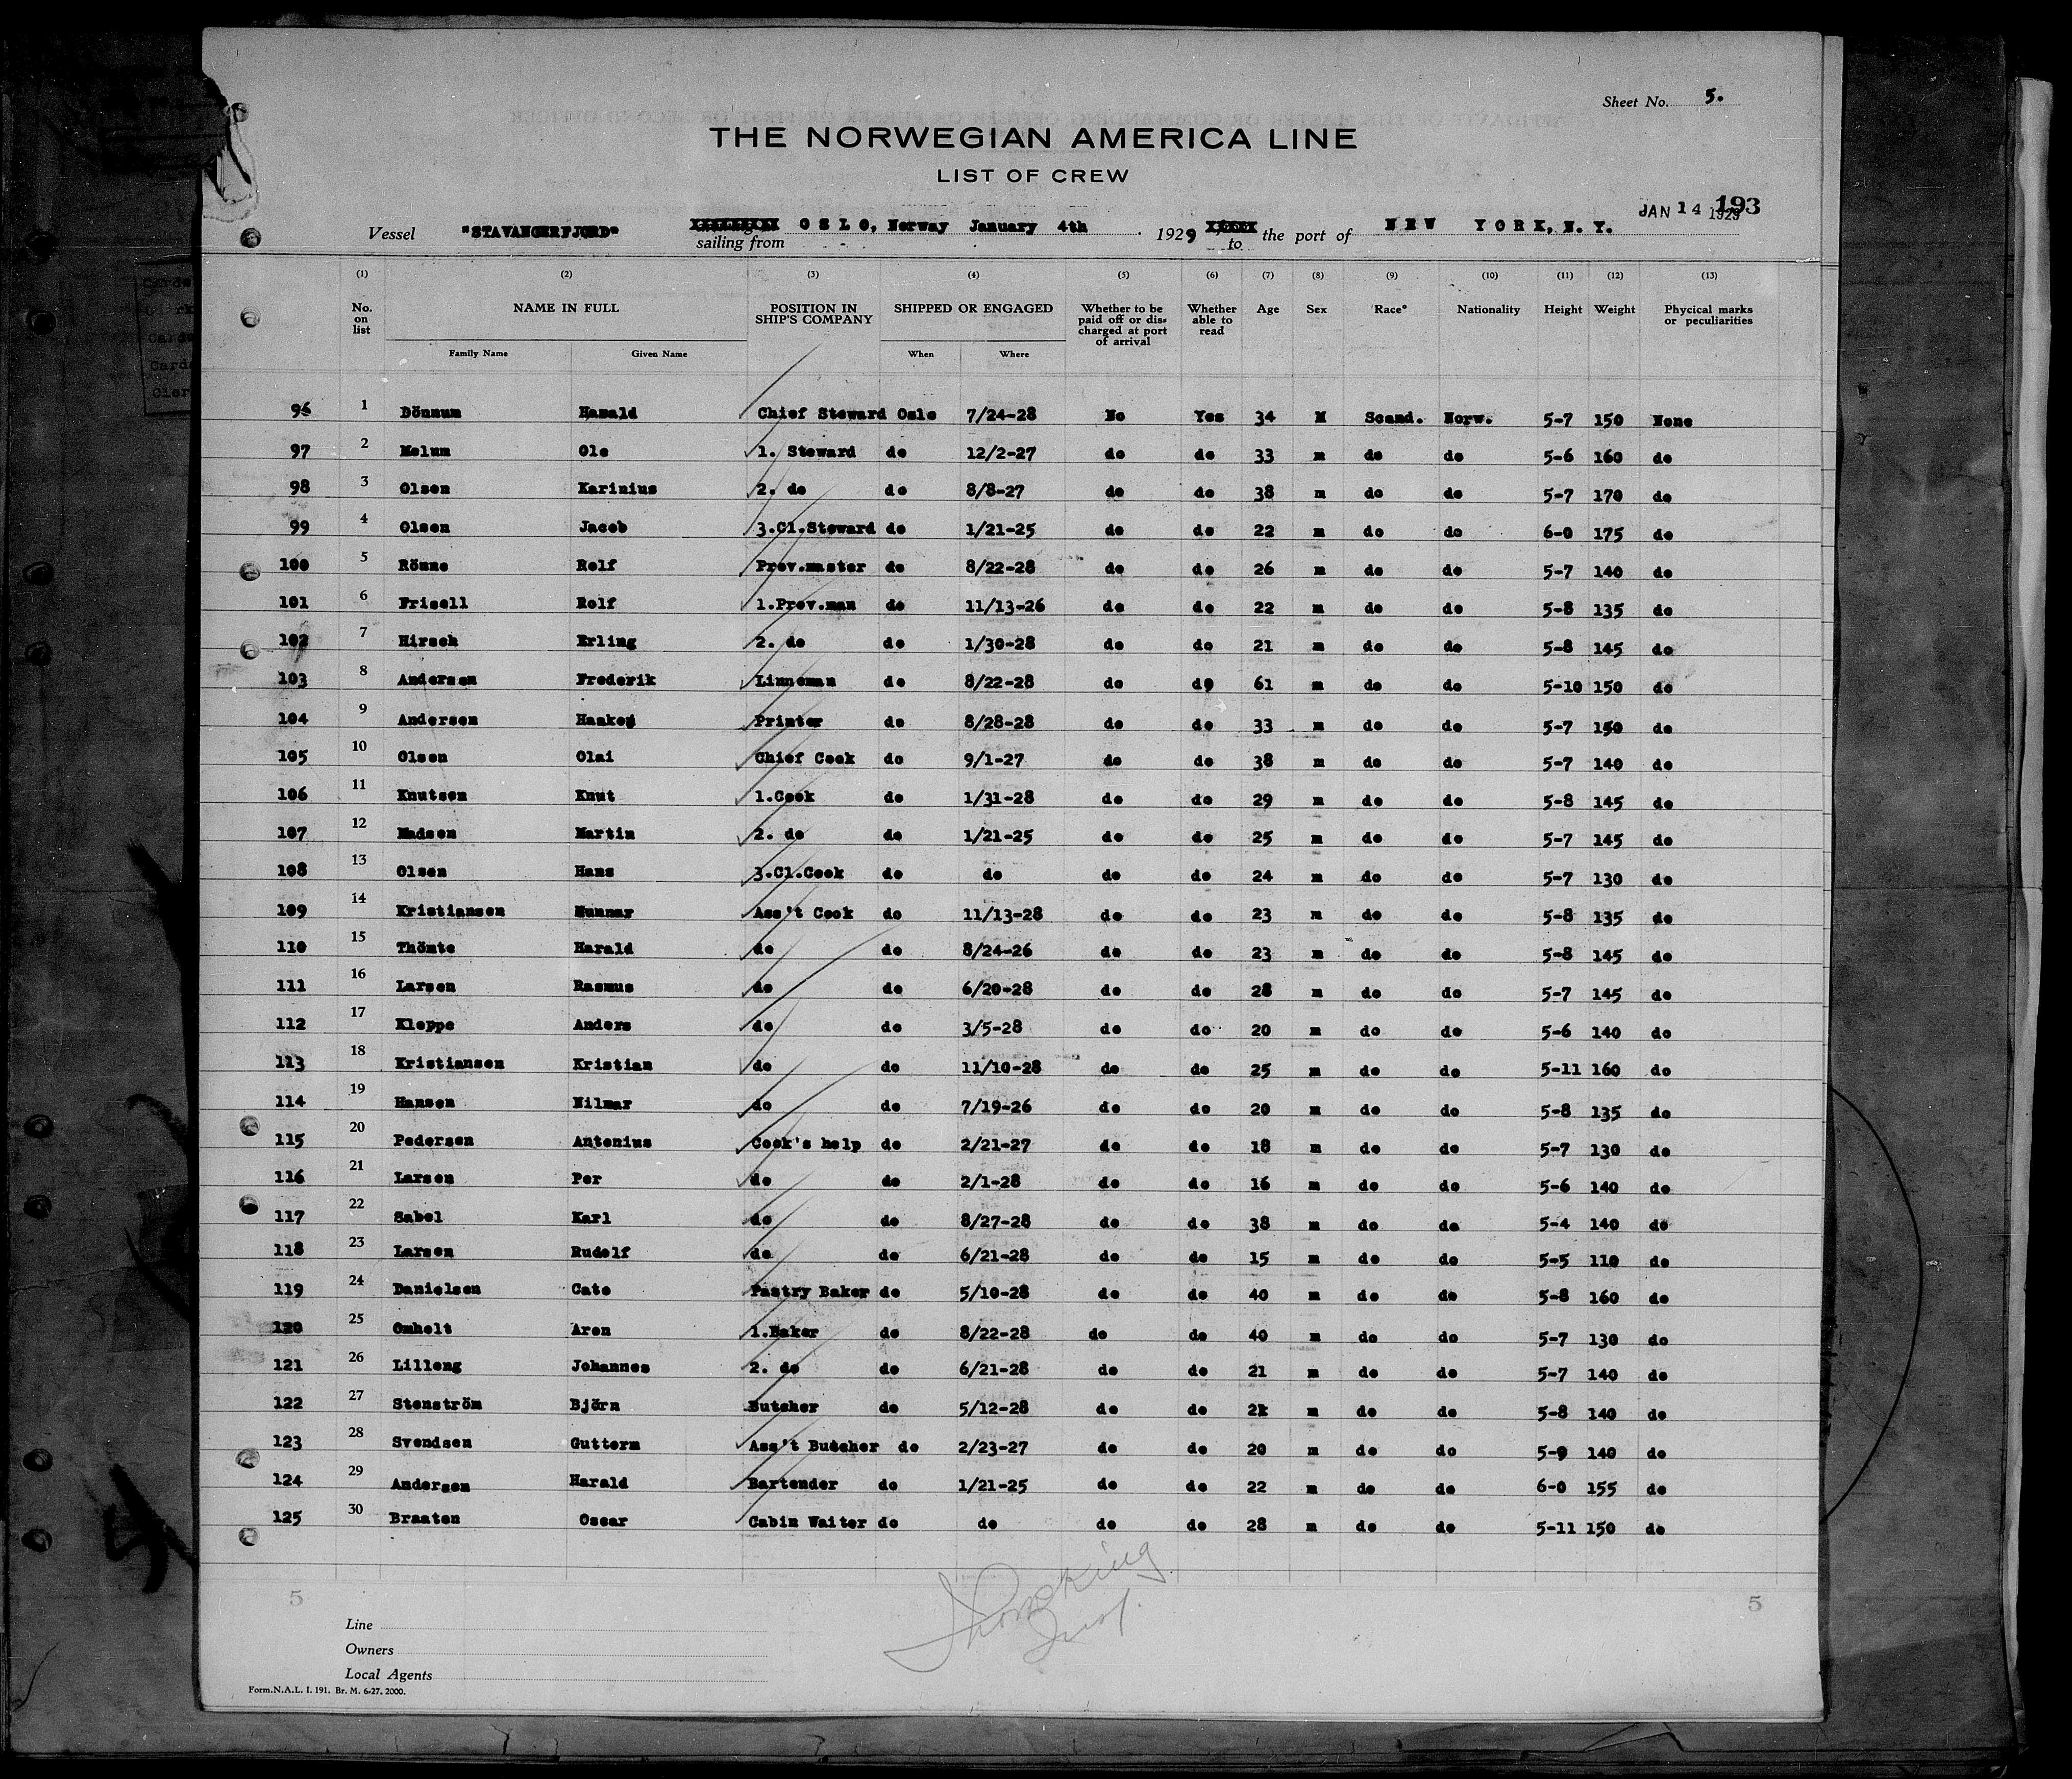 Sheet No. 5.
THE NORWEGIAN AMERICA LINE
LIST OF CREW
JAN 14 1929 193
Vessel "STAVANGERFJORD" sailing from OSLO, Norway January 4th 1929 to the port of NEW YORK, N.Y.
(1) (2) (3) (4) (5) (6) (7) (8) (9) (10) (11) (12) (13)
No. on list NAME IN FULL POSITION IN SHIP'S COMPANY SHIPPED OR ENGAGED Whether to be paid off or discharged at port of arrival Whether able to read Age Sex Race* Nationality Height Weight Physical marks or peculiarities
Family Name Given Name When Where
96 1 Dönnum Harald Chief Steward Oslo 7/24-28 No Yes 34 M Scand. Norw. 5-7 150 None
97 2 Melum Ole 1. Steward do 12/2-27 do do 33 m do do 5-6 160 do
98 3 Olsen Karinius 2. do do 8/8-27 do do 38 m do do 5-7 170 do
99 4 Olsen Jacob 3.Cl.Steward do 1/21-25 do do 22 m do do 6-0 175 do
100 5 Rönne Rolf Prov.master do 8/22-28 do do 26 m do do 5-7 140 do
101 6 Frisell Rolf 1.Prov.man do 11/13-26 do do 22 m do do 5-8 135 do
102 7 Hirsch Erling 2. do do 1/30-28 do do 21 m do do 5-8 145 do
103 8 Andersen Frederik Linneman do 8/22-28 do do 61 m do do 5-10 150 do
104 9 Andersen Haakon Printer do 8/28-28 do do 33 m do do 5-7 150 do
105 10 Olsen Olai Chief Cook do 9/1-27 do do 38 m do do 5-7 140 do
106 11 Knutsen Knut 1.Cook do 1/31-28 do do 29 m do do 5-8 145 do
107 12 Madsen Martin 2. do do 1/21-25 do do 25 m do do 5-7 145 do
108 13 Olsen Hans 3.Cl.Cook do do do do 24 m do do 5-7 130 do
109 14 Kristiansen Nunnar Ass't Cook do 11/13-28 do do 23 m do do 5-8 135 do
110 15 Thömte Harald do do 8/24-26 do do 23 m do do 5-8 145 do
111 16 Larsen Rasmus do do 6/20-28 do do 28 m do do 5-7 145 do
112 17 Kleppe Anders do do 3/5-28 do do 20 m do do 5-6 140 do
113 18 Kristiansen Kristian do do 11/10-28 do do 25 m do do 5-11 160 do
114 19 Hansen Hilmar do do 7/19-26 do do 20 m do do 5-8 135 do
115 20 Pedersen Antonius Cook's help do 2/21-27 do do 18 m do do 5-7 130 do
116 21 Larsen Per do do 2/1-28 do do 16 m do do 5-6 140 do
117 22 Sabel Karl do do 8/27-28 do do 38 m do do 5-4 140 do
118 23 Larsen Rudolf do do 6/21-28 do do 15 m do do 5-5 110 do
119 24 Danielsen Cato Pastry Baker do 5/10-28 do do 40 m do do 5-8 160 do
120 25 Omholt Aron 1.Baker do 8/22-28 do do 40 m do do 5-7 130 do
121 26 Lilleng Johannes 2. do do 6/21-28 do do 21 m do do 5-7 140 do
122 27 Stenström Björn Butcher do 5/12-28 do do 21 m do do 5-8 140 do
123 28 Svendsen Guttorm Ass't Butcher do 2/23-27 do do 20 m do do 5-9 140 do
124 29 Andersen Harald Bartender do 1/21-25 do do 22 m do do 6-0 155 do
125 30 Braaten Oscar Cabin Waiter do do do do 28 m do do 5-11 150 do
5 5
Line
Owners
Local Agents
Form.N.A.L. I. 191. Br. M. 6-27. 2000.